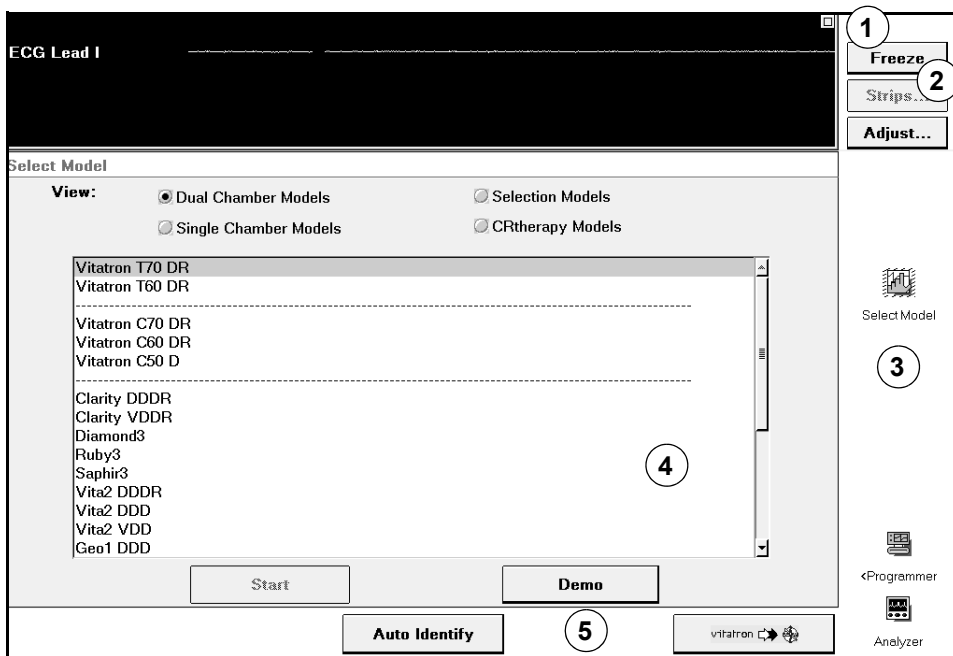 ECG Lead I
1
Freeze
2
Strips...
Adjust...
Select Model
View:
Dual Chamber Models
Selection Models
Single Chamber Models
CRtherapy Models
Vitatron T70 DR
Vitatron T60 DR
Vitatron C70 DR
Vitatron C60 DR
Vitatron C50 D
Clarity DDDR
Clarity VDDR
Diamond3
Ruby3
Saphir3
Vita2 DDDR
Vita2 DDD
Vita2 VDD
Geo1 DDD
4
Select Model
3
Start
Demo
<Programmer
Auto Identify
5
vitatron
Analyzer